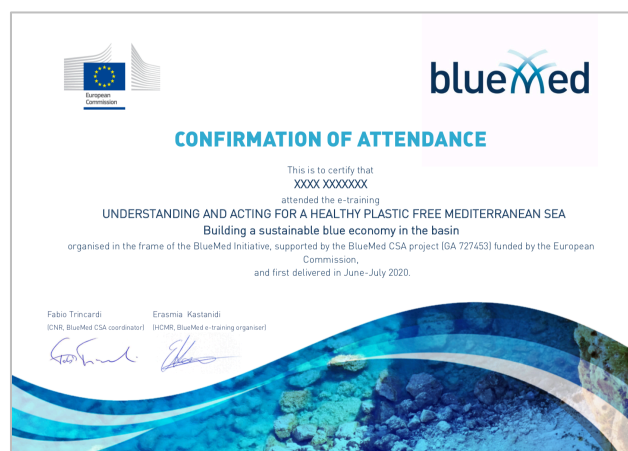 European
Commission
bluemed
CONFIRMATION OF ATTENDANCE
This is to certify that
XXXX XXXXXXX
attended the e-training
UNDERSTANDING AND ACTING FOR A HEALTHY PLASTIC FREE MEDITERRANEAN SEA
Building a sustainable blue economy in the basin
organised in the frame of the BlueMed Initiative, supported by the BlueMed CSA project (GA 727453) funded by the European
Commission,
and first delivered in June-July 2020.
Fabio Trincardi Erasmia Kastanidi
(CNR, BlueMed CSA coordinator) (HCMR, BlueMed e-training organiser)